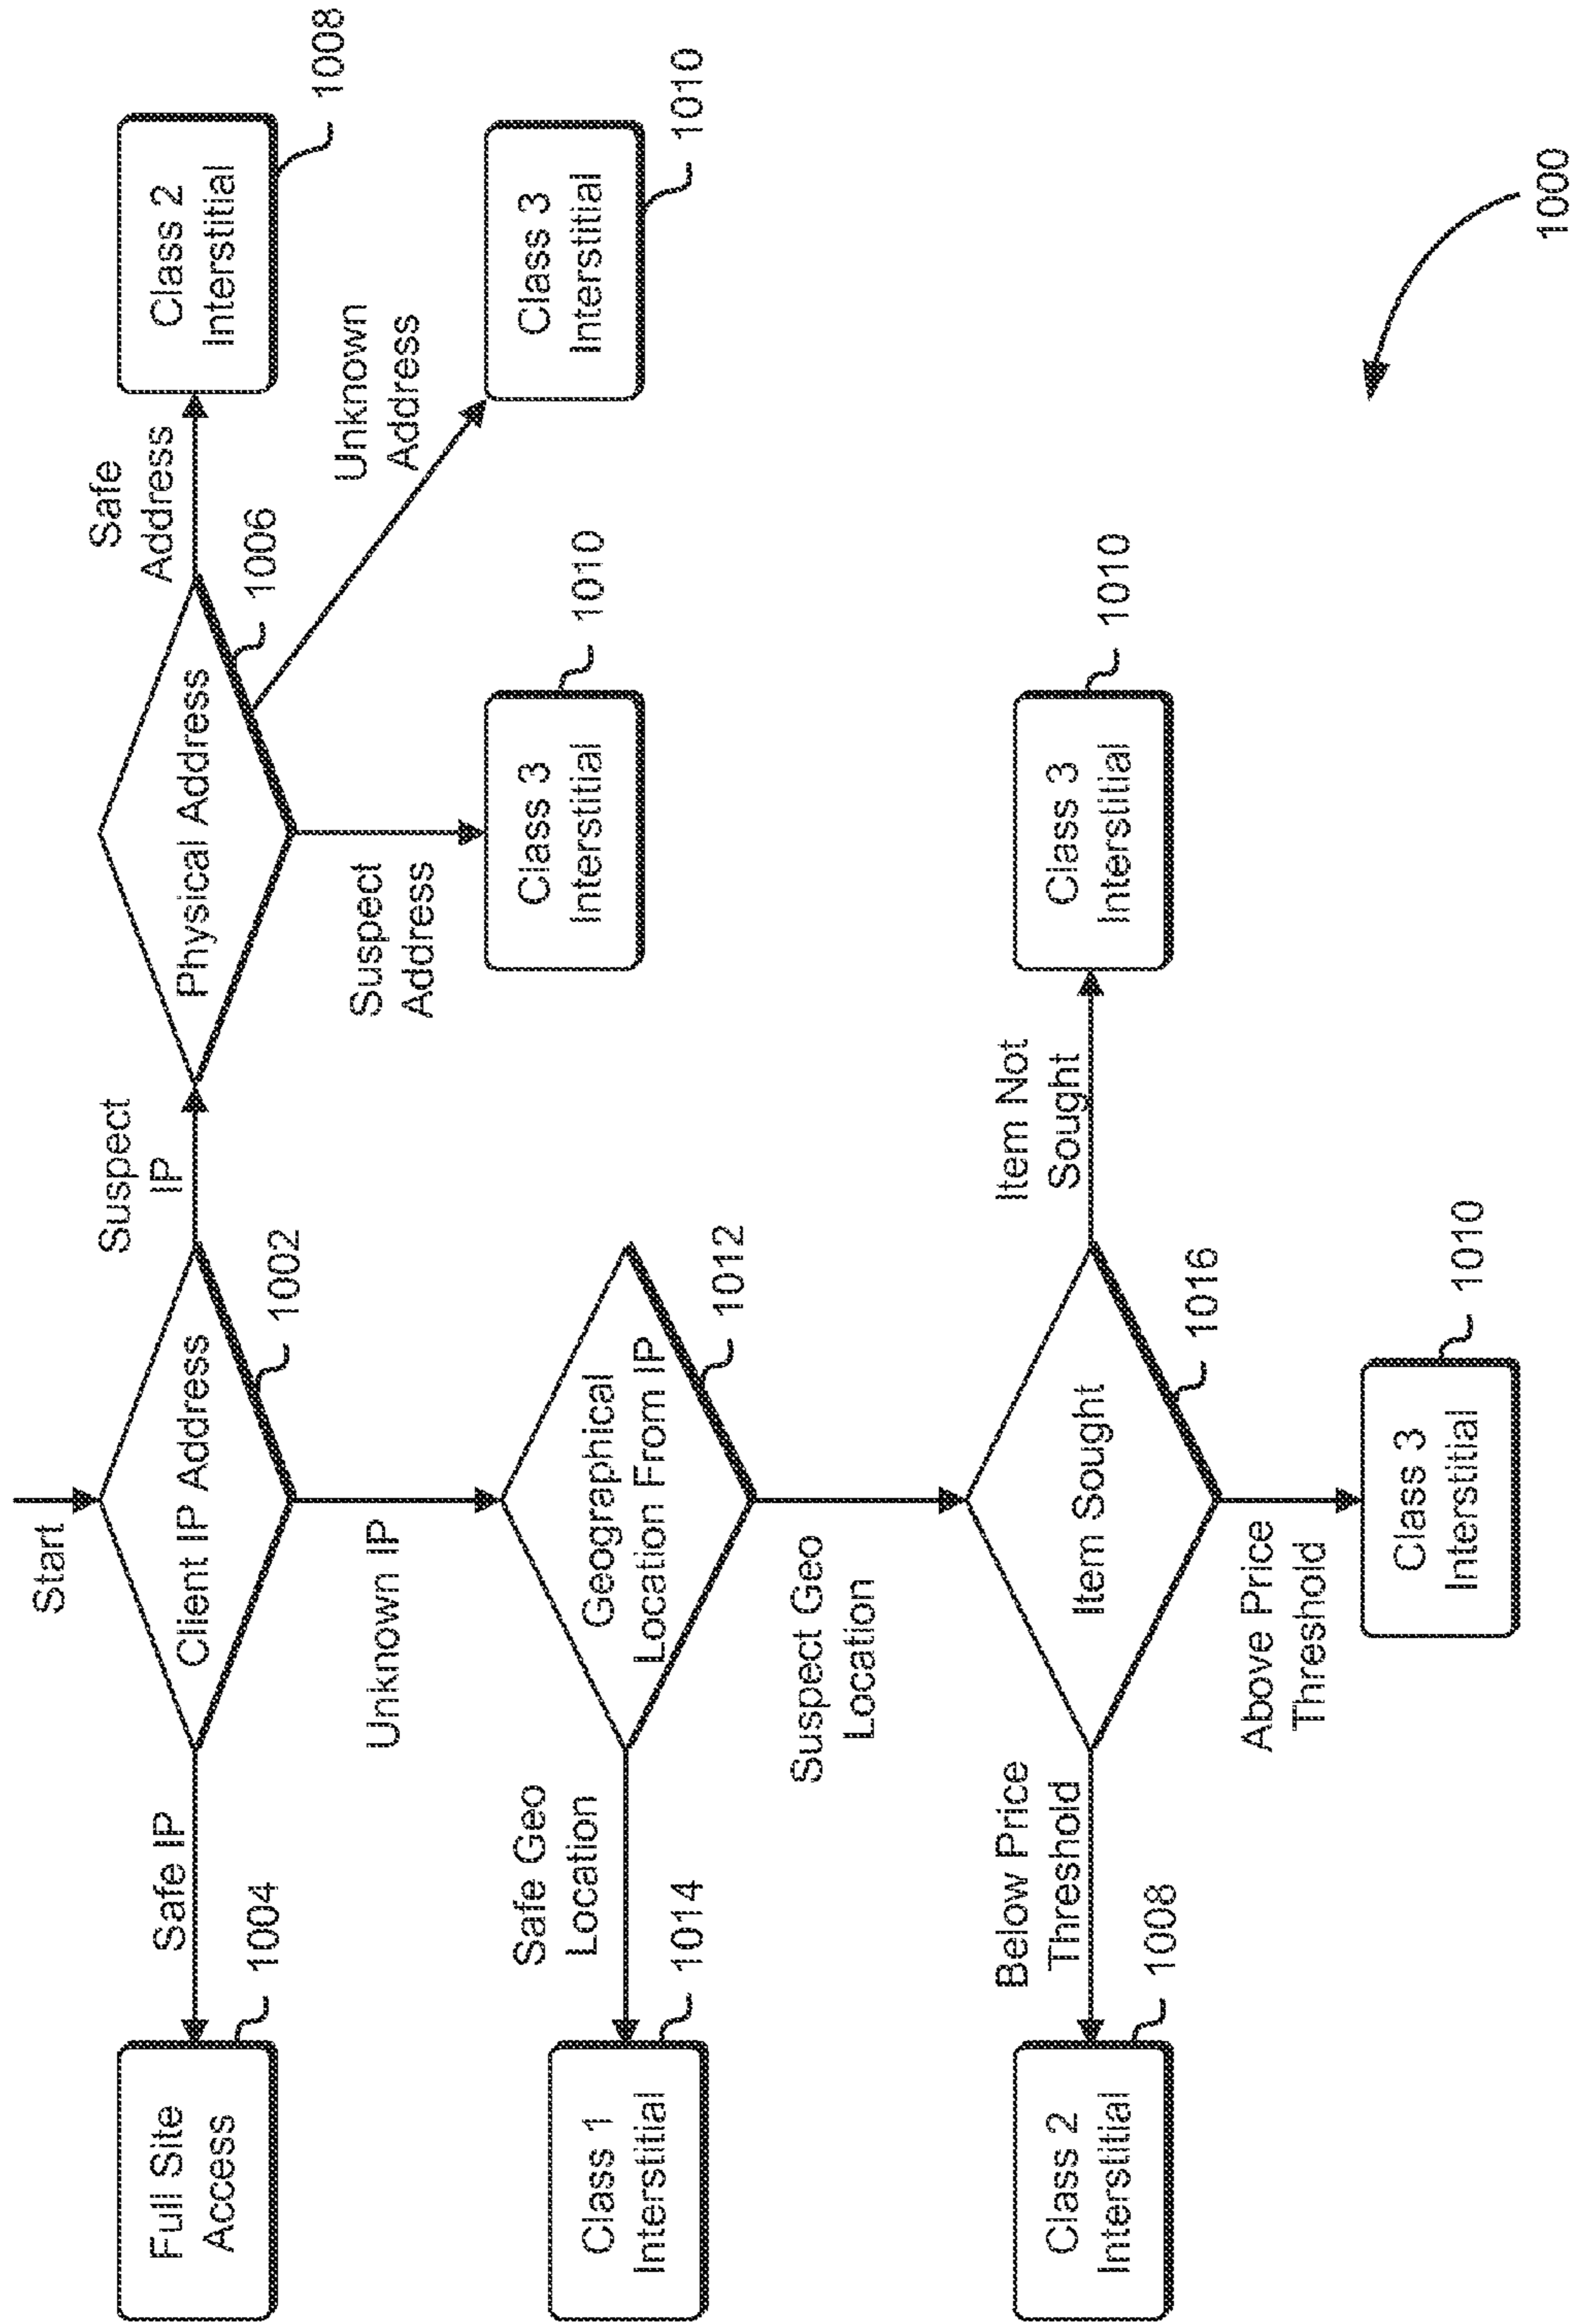 Start
Full Site
Access
1004
Safe IP
Client IP Address
1002
Suspect
IP
Physical Address
1006
Safe
Address
Class 2
Interstitial
1008
Unknown IP
Suspect
Address
Class 3
Interstitial
1010
Unknown
Address
Class 3
Interstitial
1010
Class 1
Interstitial
1014
Safe Geo
Location
Geographical
Location From IP
1012
Suspect Geo
Location
Class 2
Interstitial
1008
Below Price
Threshold
Item Sought
1016
Item Not
Sought
Class 3
Interstitial
1010
Above Price
Threshold
Class 3
Interstitial
1010
1000